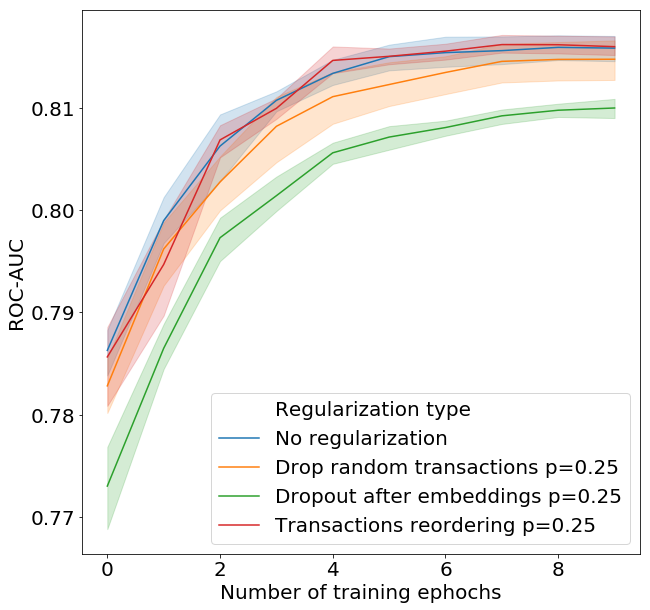 ROC-AUC
0.81
0.80
0.79
0.78
0.77
Regularization type
No regularization
Drop random transactions p=0.25
Dropout after embeddings p=0.25
Transactions reordering p=0.25
0 2 4 6 8
Number of training ephochs